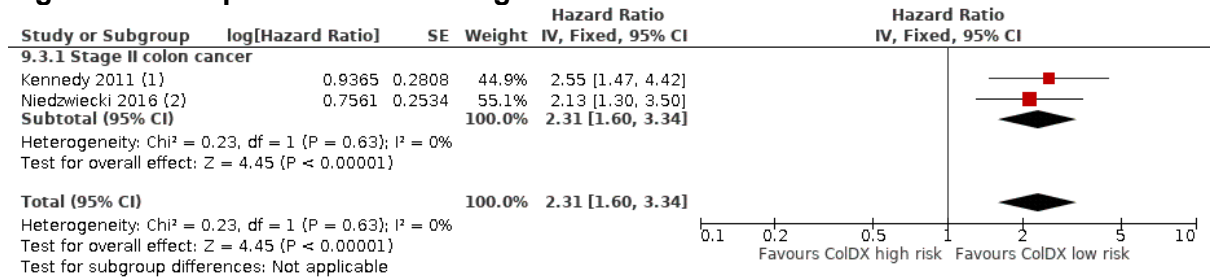 Hazard Ratio Hazard Ratio
Study or Subgroup log[Hazard Ratio] SE Weight IV, Fixed, 95% CI IV, Fixed, 95% CI
9.3.1 Stage II colon cancer
Kennedy 2011 (1) 0.9365 0.2808 44.9% 2.55 [1.47, 4.42]
Niedzwiecki 2016 (2) 0.7561 0.2534 55.1% 2.13 [1.30, 3.50]
Subtotal (95% CI) 100.0% 2.31 [1.60, 3.34]
Heterogeneity: Chi² = 0.23, df = 1 (P = 0.63); I² = 0%
Test for overall effect: Z = 4.45 (P < 0.00001)
Total (95% CI) 100.0% 2.31 [1.60, 3.34]
Heterogeneity: Chi² = 0.23, df = 1 (P = 0.63); I² = 0%
Test for overall effect: Z = 4.45 (P < 0.00001)
Test for subgroup differences: Not applicable
0.1 0.2 0.5 1 2 5 10
Favours ColDX high risk Favours ColDX low risk